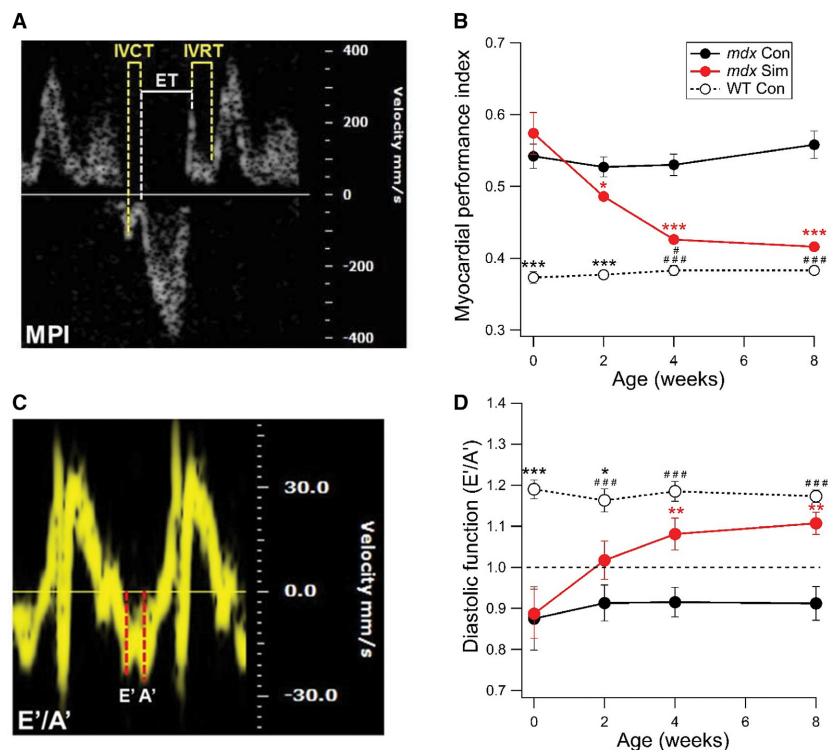 A
IVCT
IVRT
ET
400
200
0
-200
-400
Velocity mm/s
MPI
B
0.7
0.6
0.5
0.4
0.3
Myocardial performance index
mdx Con
mdx Sim
WT Con
*
***
***
***
***
#
###
###
0
2
4
6
8
Age (weeks)
C
30.0
0.0
-30.0
Velocity mm/s
E' A'
E'/A'
D
1.4
1.3
1.2
1.1
1.0
0.9
0.8
0.7
Diastolic function (E'/A')
***
*
###
###
###
**
**
0
2
4
6
8
Age (weeks)